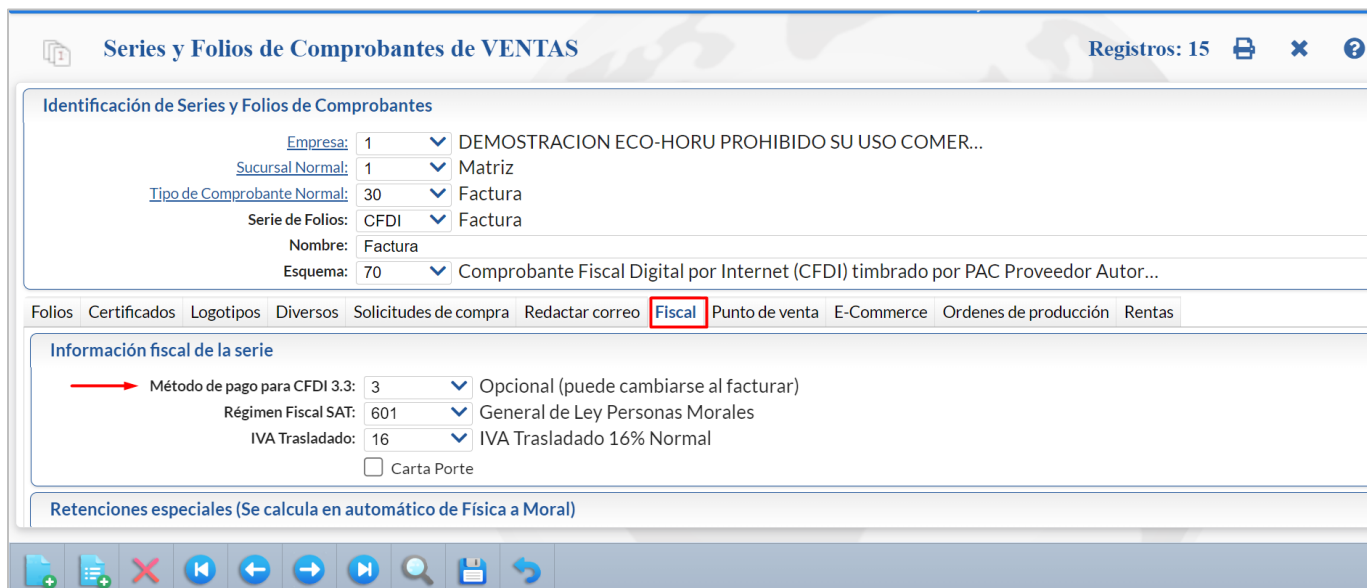 Series y Folios de Comprobantes de VENTAS Registros: 15
Identificación de Series y Folios de Comprobantes
Empresa: 1 DEMOSTRACION ECO-HORU PROHIBIDO SU USO COMER...
Sucursal Normal: 1 Matriz
Tipo de Comprobante Normal: 30 Factura
Serie de Folios: CFDI Factura
Nombre: Factura
Esquema: 70 Comprobante Fiscal Digital por Internet (CFDI) timbrado por PAC Proveedor Autor...
Folios Certificados Logotipos Diversos Solicitudes de compra Redactar correo Fiscal Punto de venta E-Commerce Ordenes de producción Rentas
Información fiscal de la serie
Método de pago para CFDI 3.3: 3 Opcional (puede cambiarse al facturar)
Régimen Fiscal SAT: 601 General de Ley Personas Morales
IVA Trasladado: 16 IVA Trasladado 16% Normal
Carta Porte
Retenciones especiales (Se calcula en automático de Física a Moral)